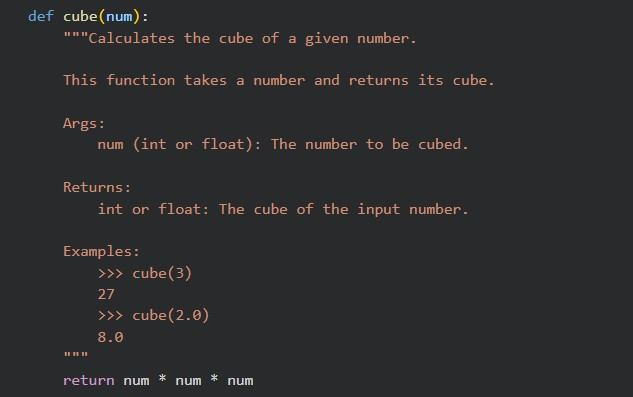 def cube(num):
"""Calculates the cube of a given number.
This function takes a number and returns its cube.
Args:
num (int or float): The number to be cubed.
Returns:
int or float: The cube of the input number.
Examples:
>>> cube(3)
27
>>> cube(2.0)
8.0
"""
return num * num * num